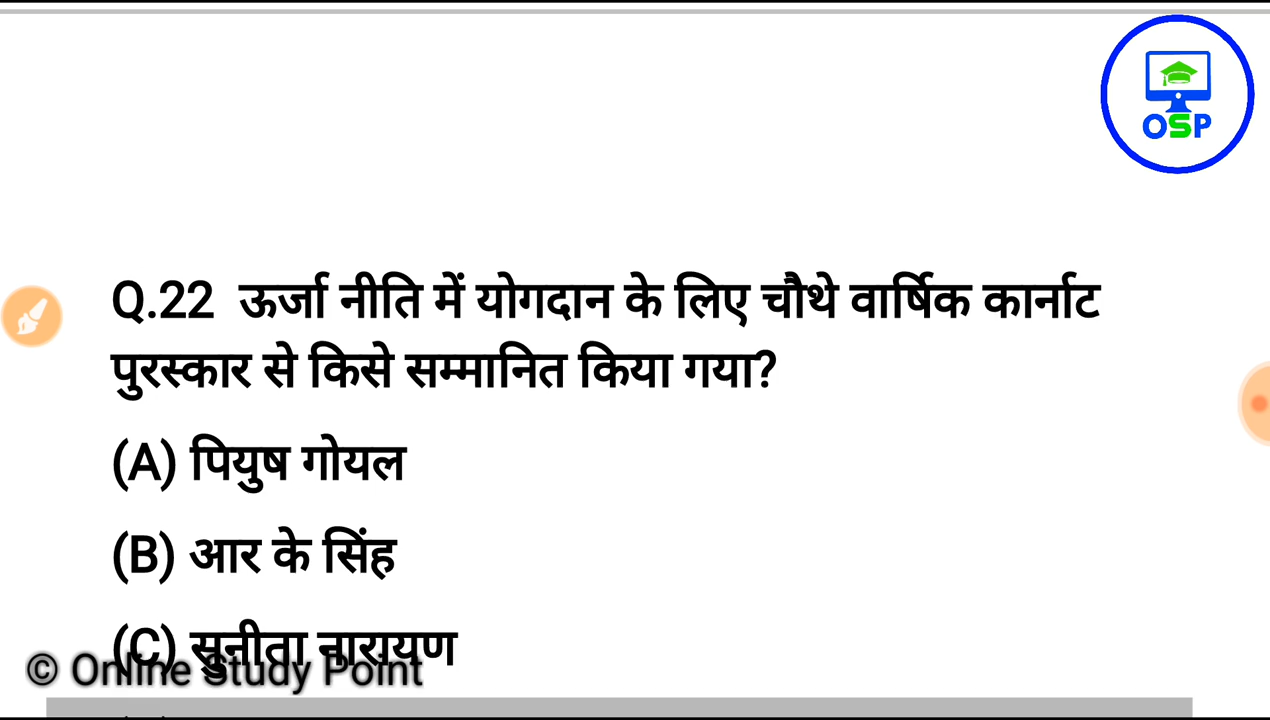 OSP
Q.22 ऊर्जा नीति में योगदान के लिए चौथे वार्षिक कार्नाट
पुरस्कार से किसे सम्मानित किया गया?
(A) पियुष गोयल
(B) आर के सिंह
(C) सुनीता नारायण
© Online Study Point